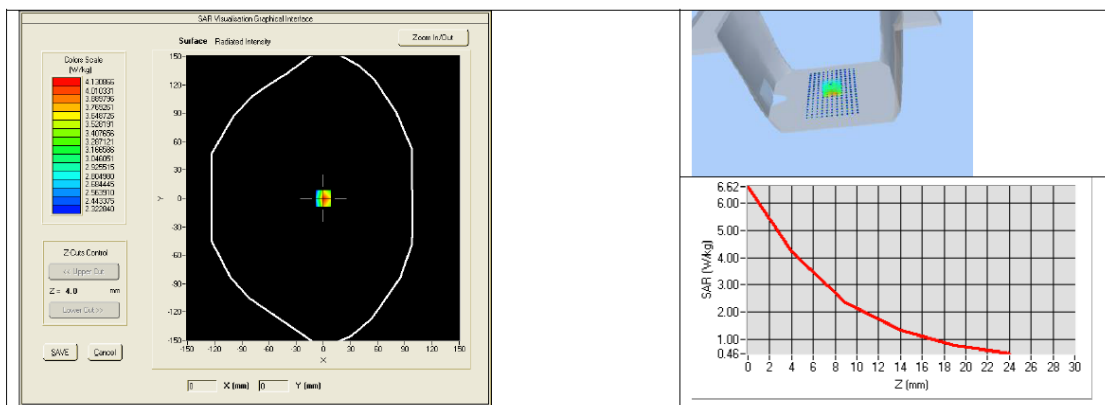 SAR Visualisation Graphical Interface
Surface Radiated Intensity
Zoom In/Out
Colors Scale
(W/kg)
4.130866
4.010331
3.889796
3.769261
3.648726
3.528191
3.407656
3.287121
3.166586
3.046051
2.925515
2.804980
2.684445
2.563910
2.443375
2.322840
150
120
90
60
30
Y 0
-30
-60
-90
-120
-150
-150 -120 -90 -60 -30 0 30 60 90 120 150
X
Z-Cuts Control
<< Upper Cut
Z = 4.0 mm
Lower Cut >>
SAVE Cancel
0 X (mm) 0 Y (mm)
6.62
6.00
5.00
4.00
3.00
2.00
1.00
0.46
SAR (W/kg)
0 2 4 6 8 10 12 14 16 18 20 22 24 26 28 30
Z (mm)